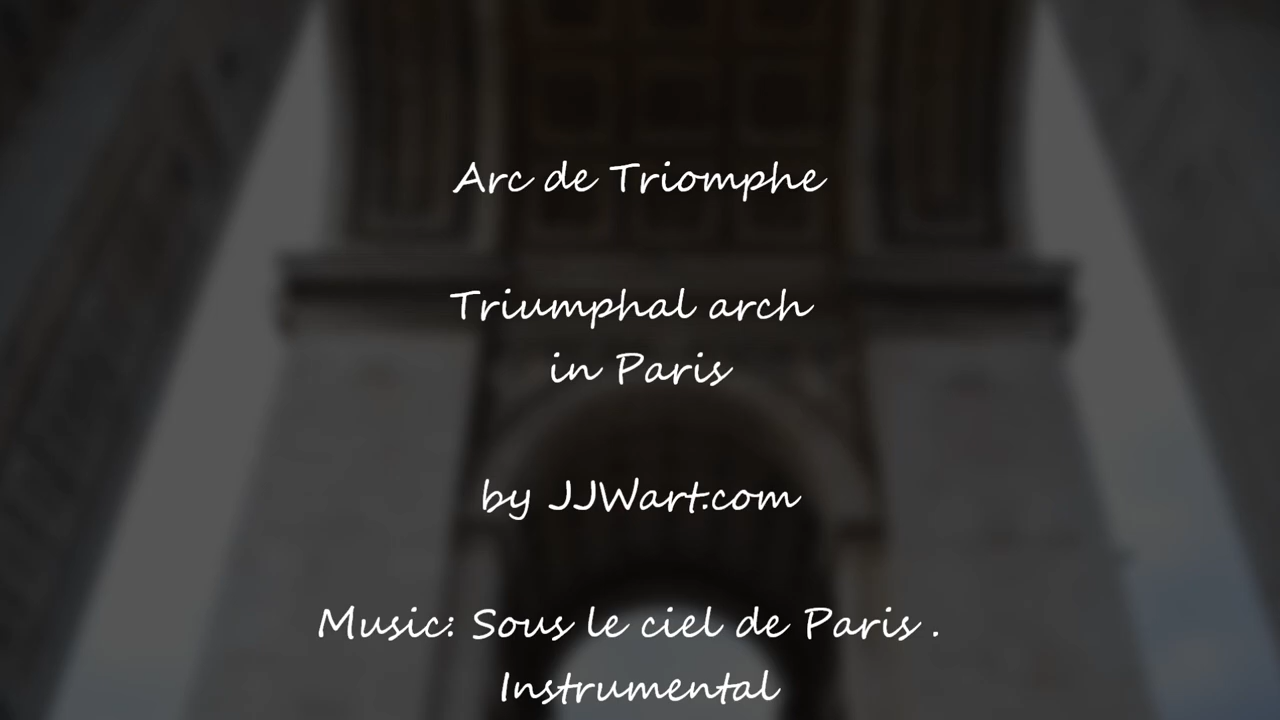 Arc de Triomphe
Triumphal arch
in Paris
by JJWart.com
Music: Sous le ciel de Paris .
Instrumental